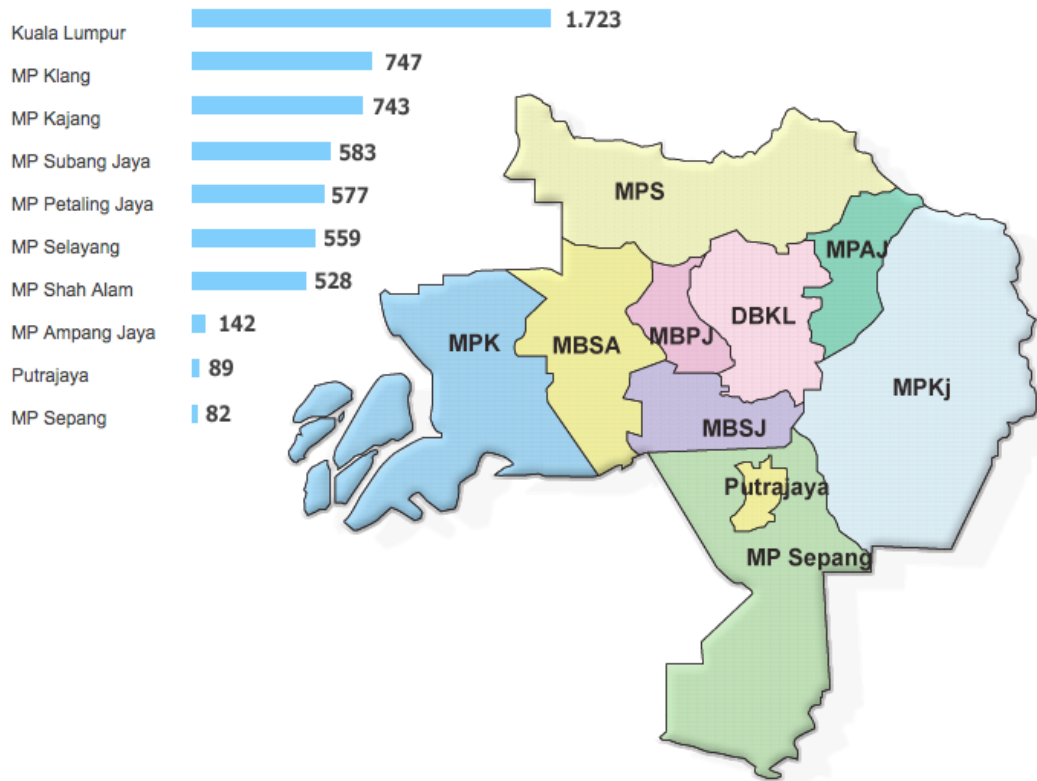 Kuala Lumpur 1.723
MP Klang 747
MP Kajang 743
MP Subang Jaya 583
MP Petaling Jaya 577
MP Selayang 559
MP Shah Alam 528
MP Ampang Jaya 142
Putrajaya 89
MP Sepang 82
MPS
MPAJ
DBKL
MBPJ
MBSA
MPK
MPKj
MBSJ
Putrajaya
MP Sepang